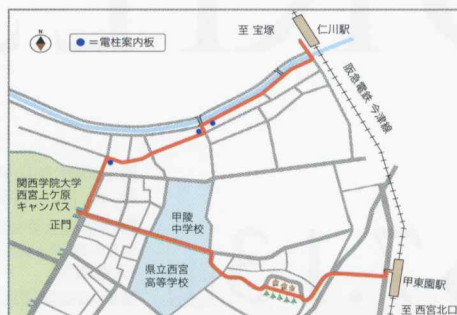 至 宝塚
仁川駅
N
●=電柱案内板
阪急電鉄 今津線
関西学院大学
西宮上ケ原
キャンパス
正門
甲陵
中学校
県立西宮
高等学校
甲東園駅
至 西宮北口